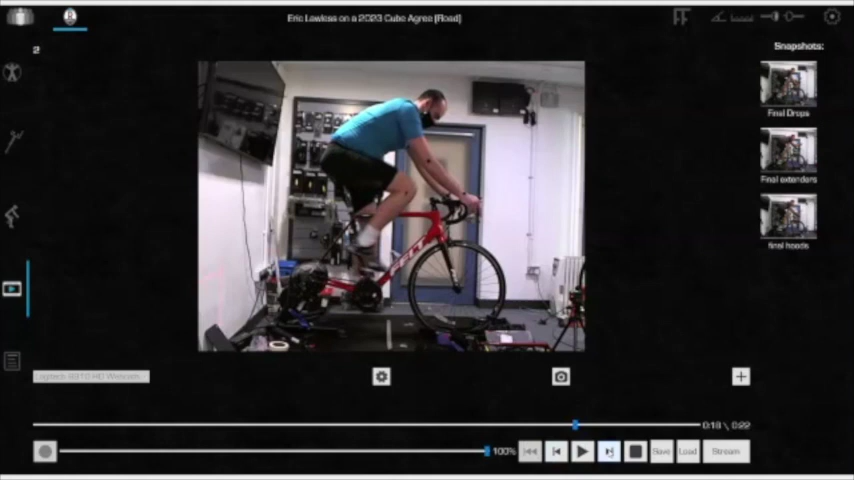 Eric Lawless on a 2023 Cube Agree [Road]
2
Snapshots:
Final Drops
Final extenders
final hoods
FELT
0:18 \ 0:22
100%
Save
Load
Stream